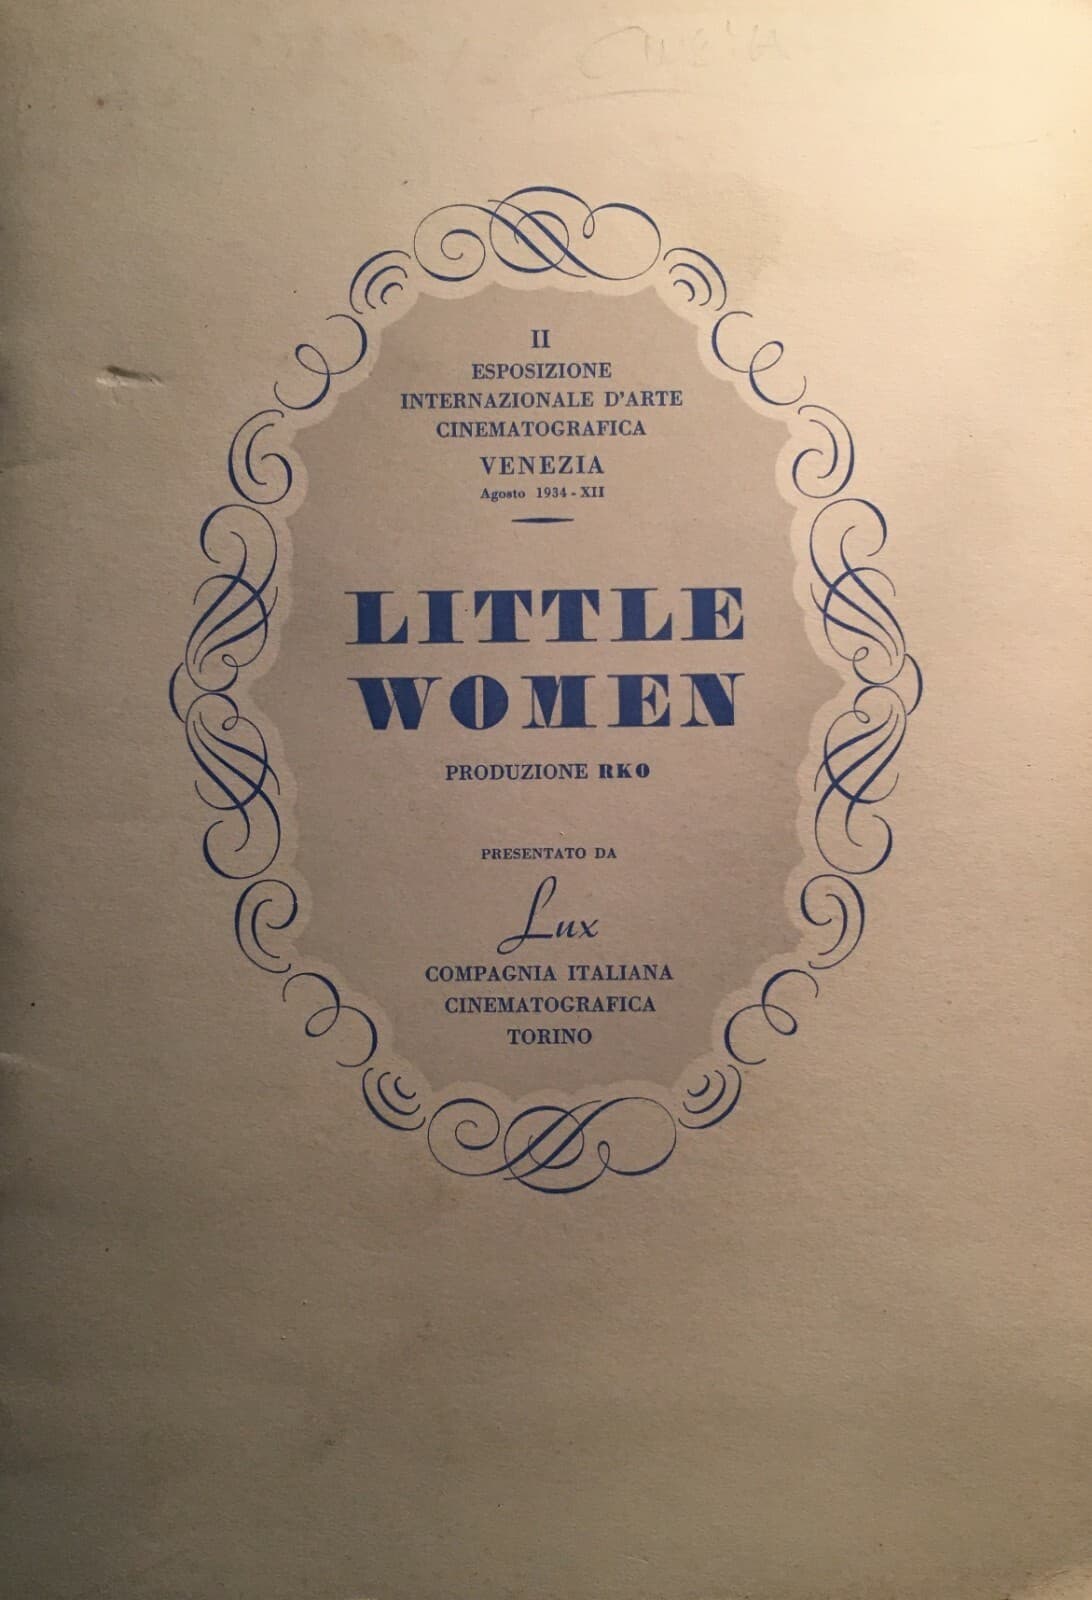 II
ESPOSIZIONE
INTERNAZIONALE D'ARTE
CINEMATOGRAFICA
VENEZIA
Agosto 1934 - XII
LITTLE
WOMEN
PRODUZIONE RKO
PRESENTATO DA
Lux
COMPAGNIA ITALIANA
CINEMATOGRAFICA
TORINO